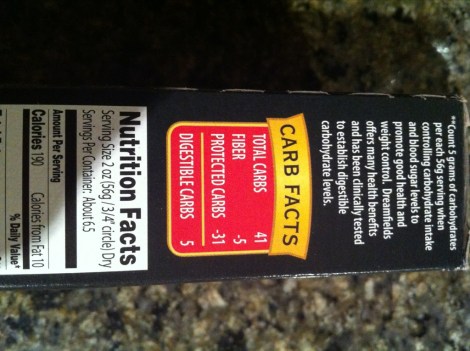 **Count 5 grams of carbohydrates
per each 56g serving when
controlling carbohydrate intake
and blood sugar levels to
promote good health and
weight control. Dreamfields
offers many health benefits
and has been clinically tested
to establish digestible
carbohydrate levels.
CARB FACTS
TOTAL CARBS 41
FIBER -5
PROTECTED CARBS -31
DIGESTIBLE CARBS 5
Nutrition Facts
Serving Size 2 oz (56g / 3/4" circle) Dry
Servings Per Container: About 6.5
Amount Per Serving
Calories 190 Calories from Fat 10
% Daily Value*